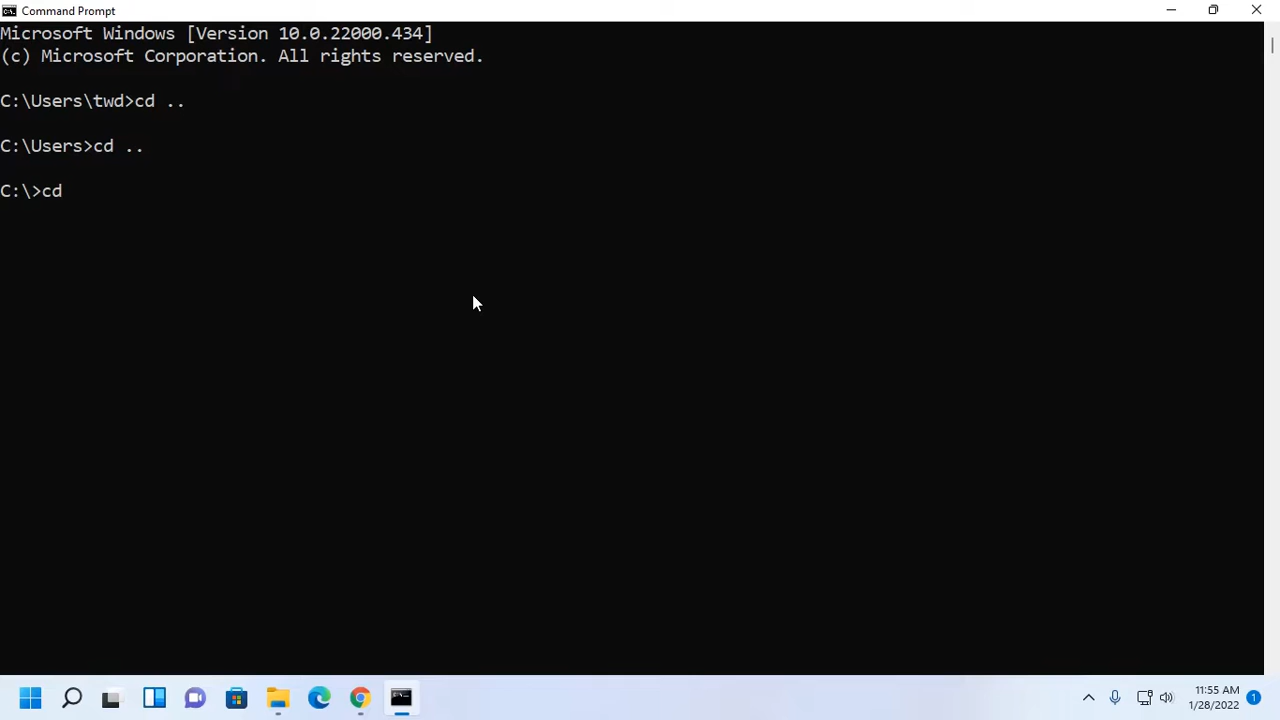 Command Prompt
Microsoft Windows [Version 10.0.22000.434]
(c) Microsoft Corporation. All rights reserved.
C:\Users\twd>cd ..
C:\Users>cd ..
C:\>cd
11:55 AM
1/28/2022
1